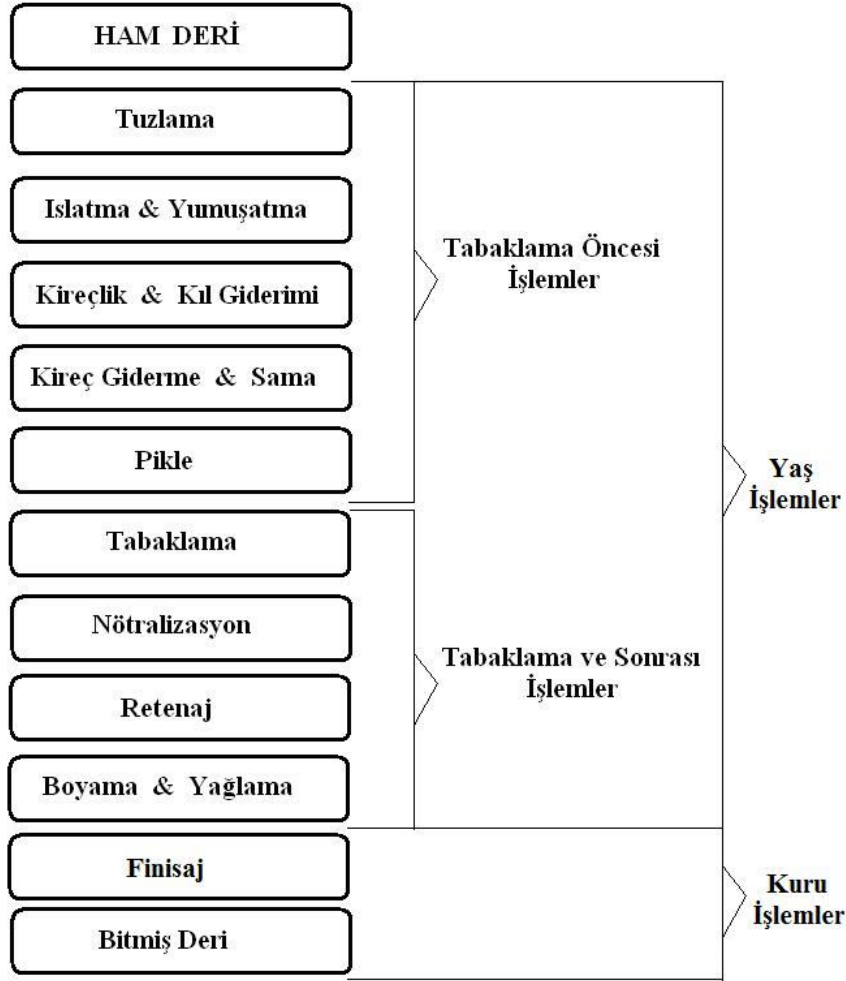 HAM DERİ
Tuzlama
Islatma & Yumuşatma
Kireçlik & Kıl Giderimi
Kireç Giderme & Sama
Pikle
Tabaklama
Nötralizasyon
Retenaj
Boyama & Yağlama
Finisaj
Bitmiş Deri
Tabaklama Öncesi
İşlemler
Tabaklama ve Sonrası
İşlemler
Yaş
İşlemler
Kuru
İşlemler